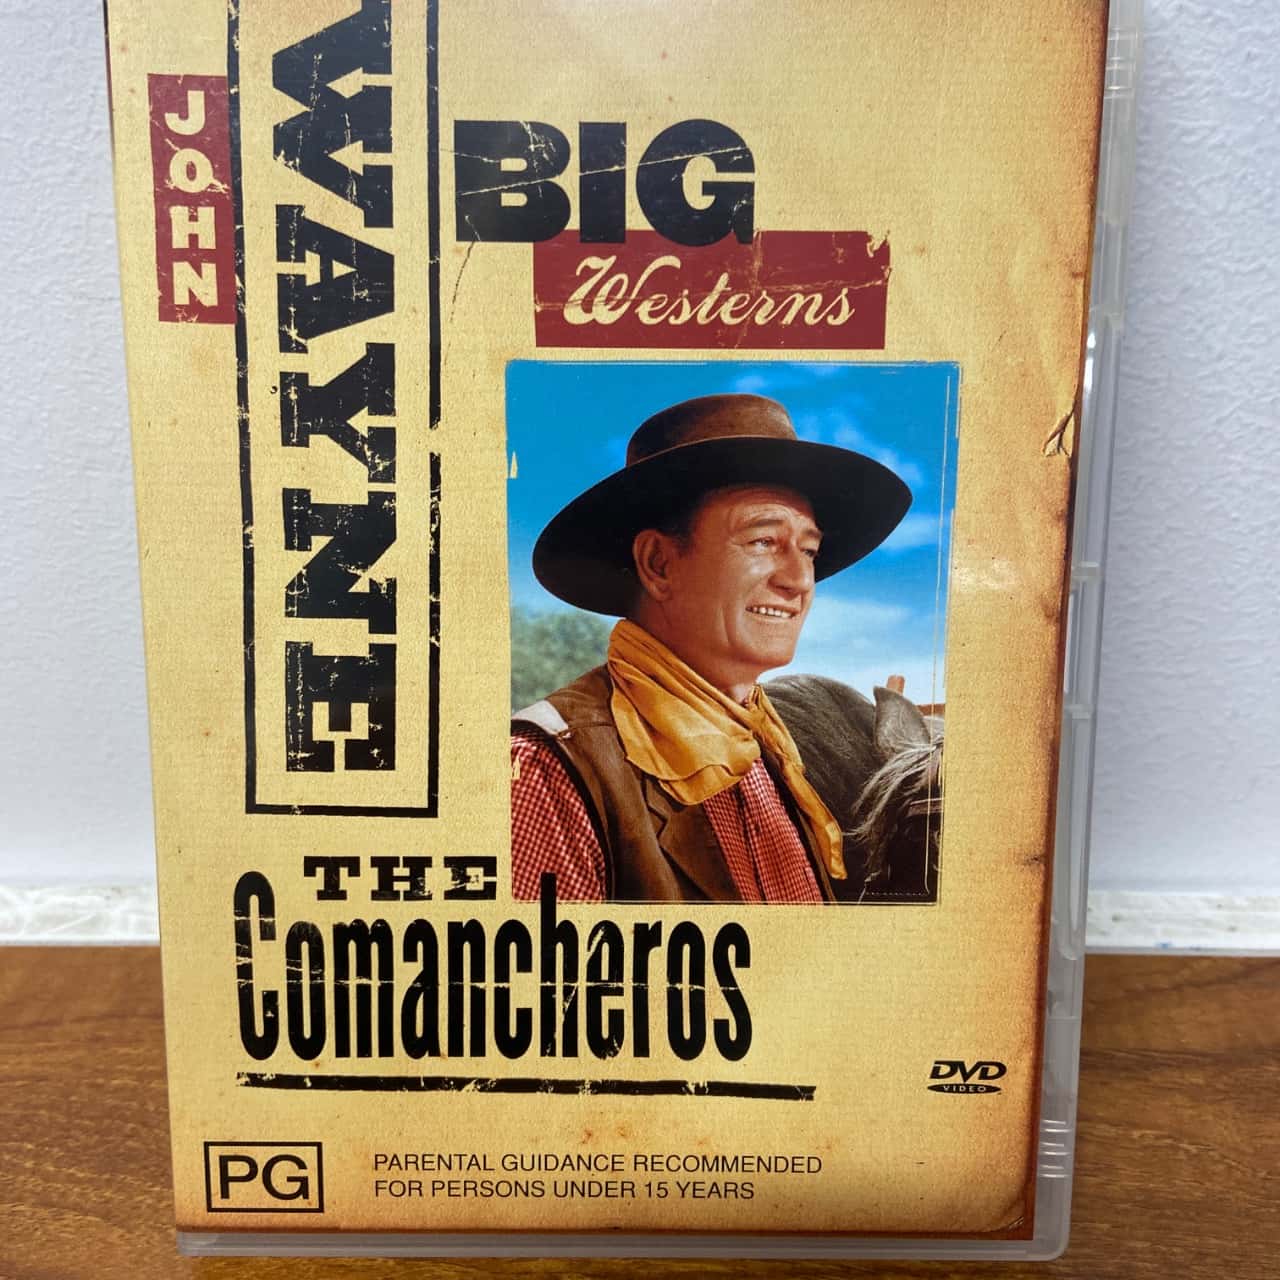 JOHN
WAYNE
BIG
Westerns
THE
Comancheros
DVD
VIDEO
PG
PARENTAL GUIDANCE RECOMMENDED
FOR PERSONS UNDER 15 YEARS